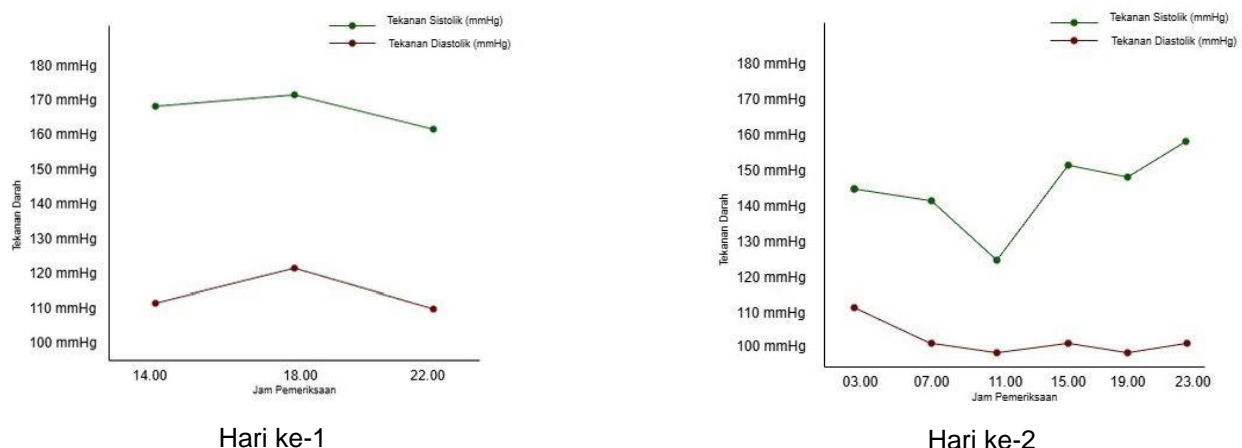 Tekanan Sistolik (mmHg)
Tekanan Diastolik (mmHg)
180 mmHg
170 mmHg
160 mmHg
150 mmHg
140 mmHg
130 mmHg
120 mmHg
110 mmHg
100 mmHg
Tekanan Darah
14.00 18.00 22.00
Jam Pemeriksaan
Hari ke-1
Tekanan Sistolik (mmHg)
Tekanan Diastolik (mmHg)
180 mmHg
170 mmHg
160 mmHg
150 mmHg
140 mmHg
130 mmHg
120 mmHg
110 mmHg
100 mmHg
Tekanan Darah
03.00 07.00 11.00 15.00 19.00 23.00
Jam Pemeriksaan
Hari ke-2